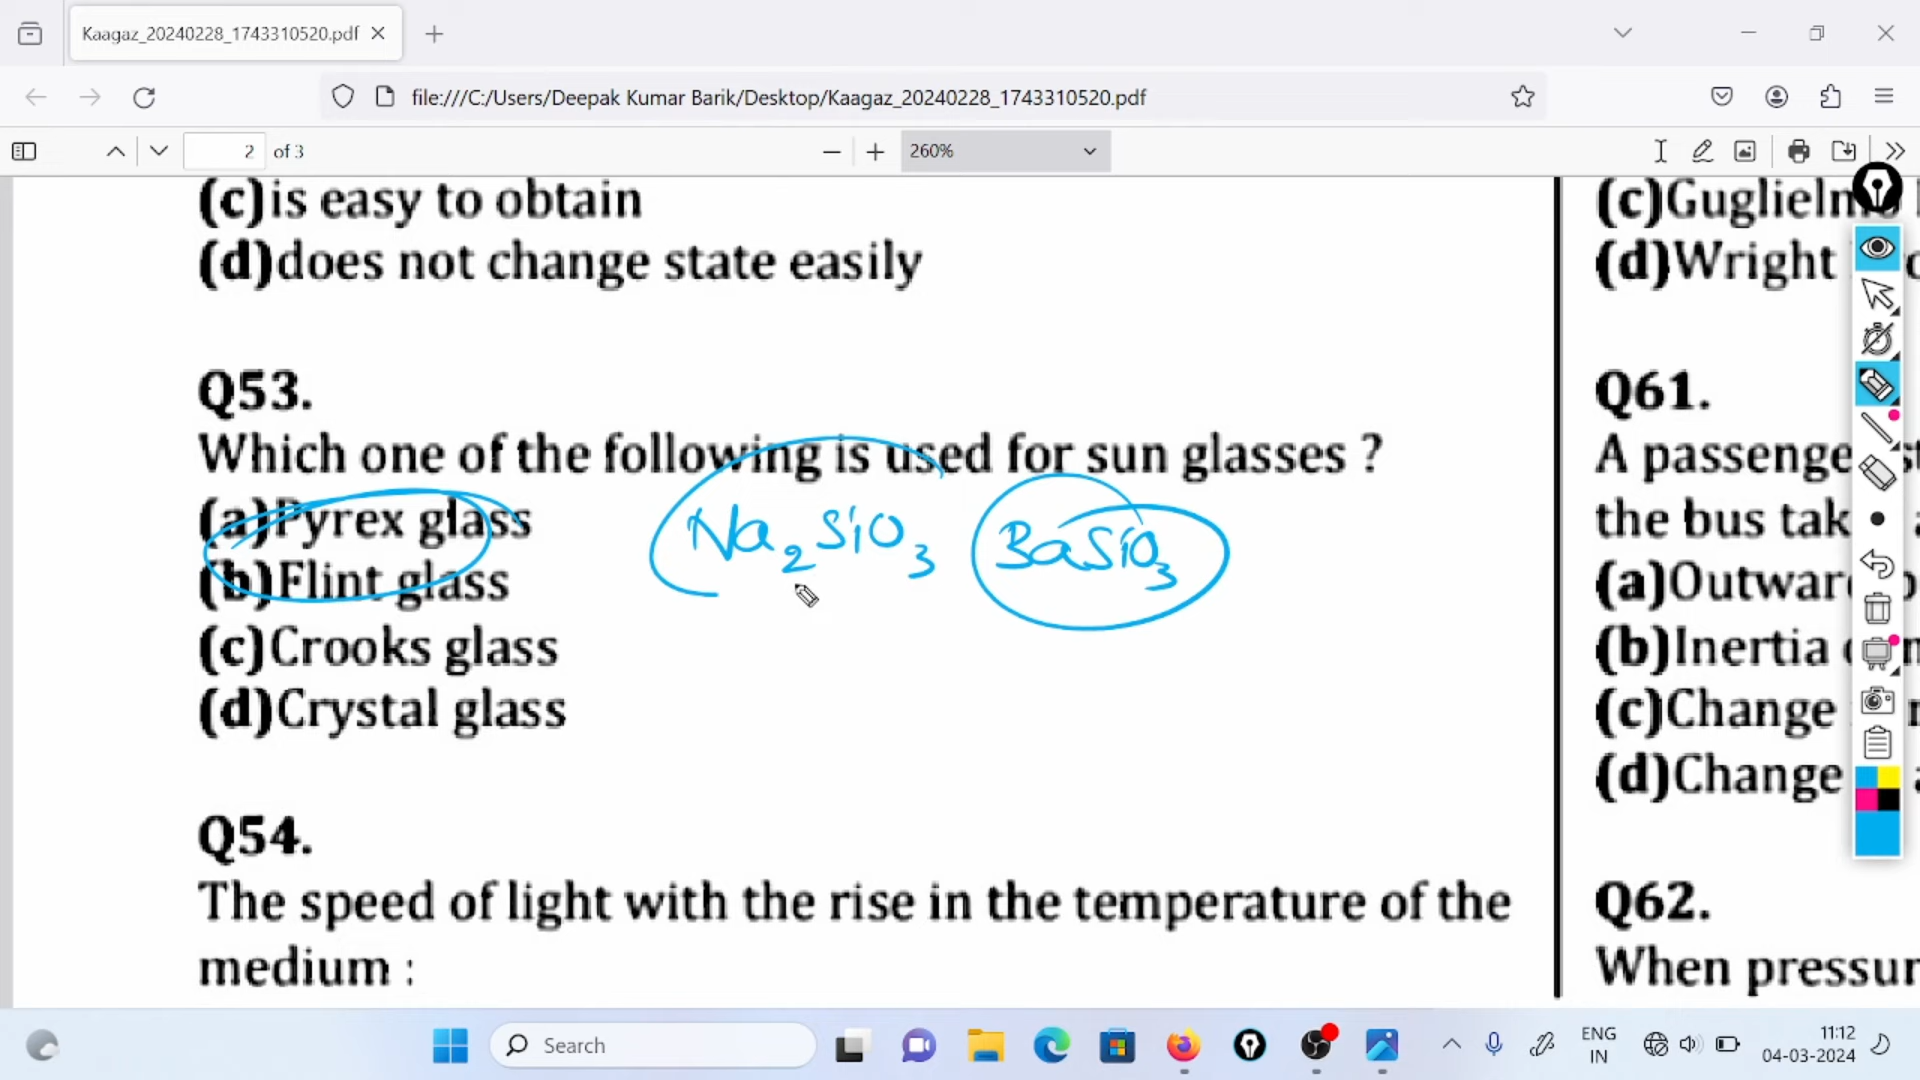 Kaagaz_20240228_1743310520.pdf
file:///C:/Users/Deepak Kumar Barik/Desktop/Kaagaz_20240228_1743310520.pdf
2 of 3
260%
(c)is easy to obtain
(d)does not change state easily
Q53.
Which one of the following is used for sun glasses ?
(a)Pyrex glass
(b)Flint glass
(c)Crooks glass
(d)Crystal glass
Na2SiO3 BaSiO3
Q54.
The speed of light with the rise in the temperature of the
medium :
(c)Guglielmo
(d)Wright
Q61.
A passenge
the bus tak
(a)Outwar
(b)Inertia
(c)Change
(d)Change
Q62.
When pressur
Search
ENG
IN
11:12
04-03-2024